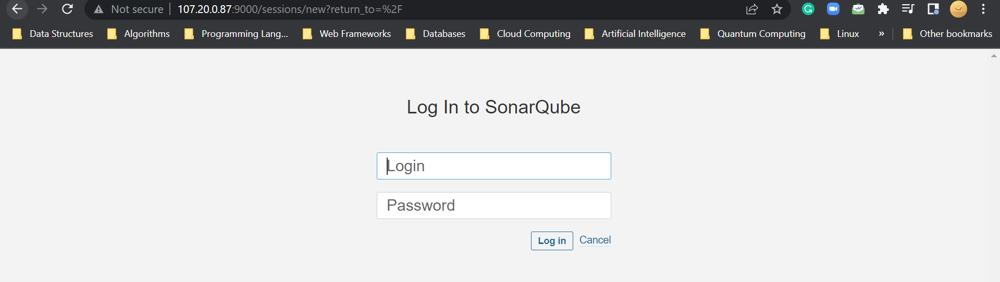 Not secure 107.20.0.87:9000/sessions/new?return_to=%2F
Data Structures Algorithms Programming Lang... Web Frameworks Databases Cloud Computing Artificial Intelligence Quantum Computing Linux » Other bookmarks
Log In to SonarQube
Login
Password
Log in Cancel